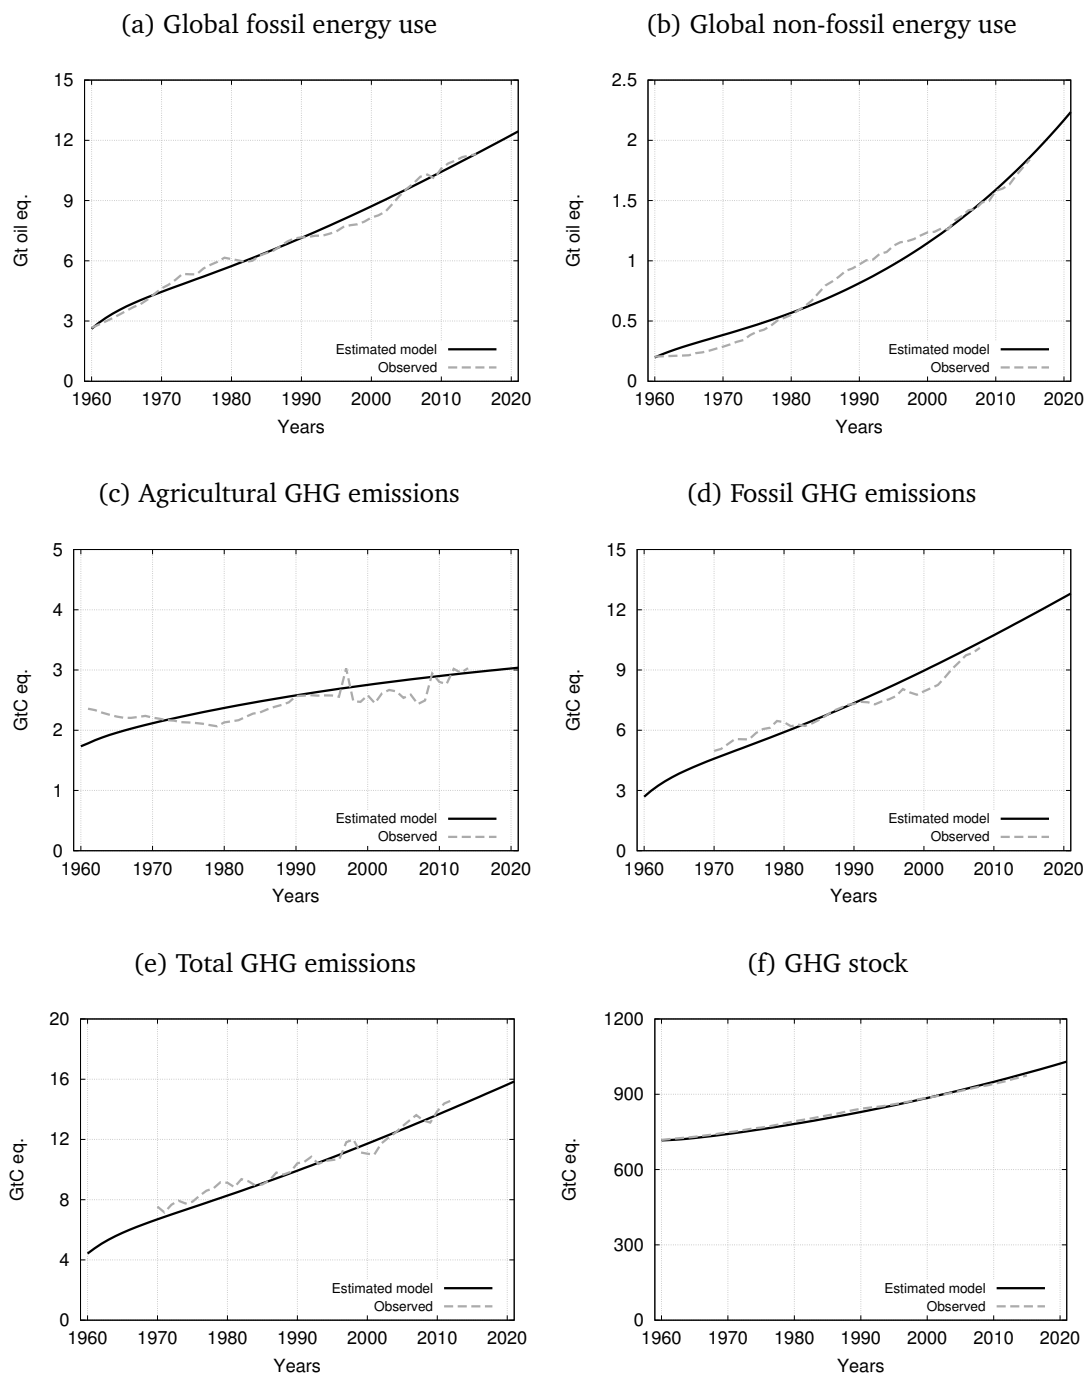 (a) Global fossil energy use
15
12
9
6
3
0
Gt oil eq.
Estimated model
Observed
1960 1970 1980 1990 2000 2010 2020
Years
(b) Global non-fossil energy use
2.5
2
1.5
1
0.5
0
Gt oil eq.
Estimated model
Observed
1960 1970 1980 1990 2000 2010 2020
Years
(c) Agricultural GHG emissions
5
4
3
2
1
0
GtC eq.
Estimated model
Observed
1960 1970 1980 1990 2000 2010 2020
Years
(d) Fossil GHG emissions
15
12
9
6
3
0
GtC eq.
Estimated model
Observed
1960 1970 1980 1990 2000 2010 2020
Years
(e) Total GHG emissions
20
16
12
8
4
0
GtC eq.
Estimated model
Observed
1960 1970 1980 1990 2000 2010 2020
Years
(f) GHG stock
1200
900
600
300
0
GtC eq.
Estimated model
Observed
1960 1970 1980 1990 2000 2010 2020
Years